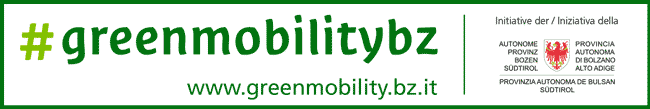 #greenmobilitybz
www.greenmobility.bz.it
Initiative der / Iniziativa della
AUTONOME
PROVINZ
BOZEN
SÜDTIROL
PROVINCIA
AUTONOMA
DI BOLZANO
ALTO ADIGE
PROVINZIA AUTONOMA DE BULSAN
SÜDTIROL